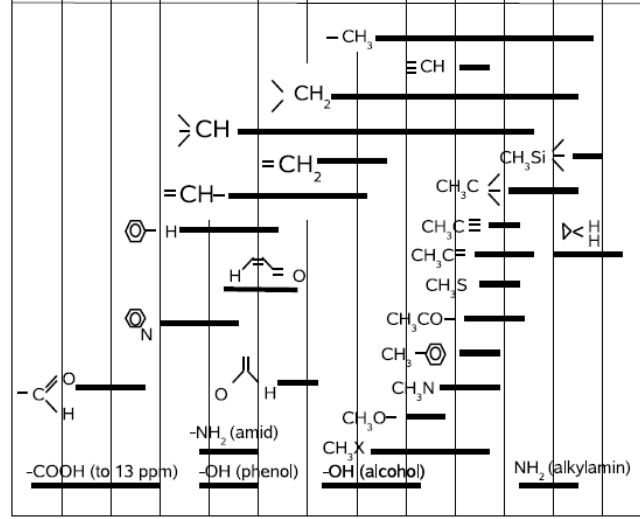 – CH₃
≡CH
CH₂
CH
CH₃Si
=CH₂
CH₃C
=CH–
CH₃C≡
H
H
H
CH₃C=
H
O
CH₃S
N
CH₃CO–
CH₃–
O
–C
H
O
H
CH₃N
CH₃O–
-NH₂ (amid)
CH₃X
-COOH (to 13 ppm)
-OH (phenol)
-OH (alcohol)
NH₂ (alkylamin)